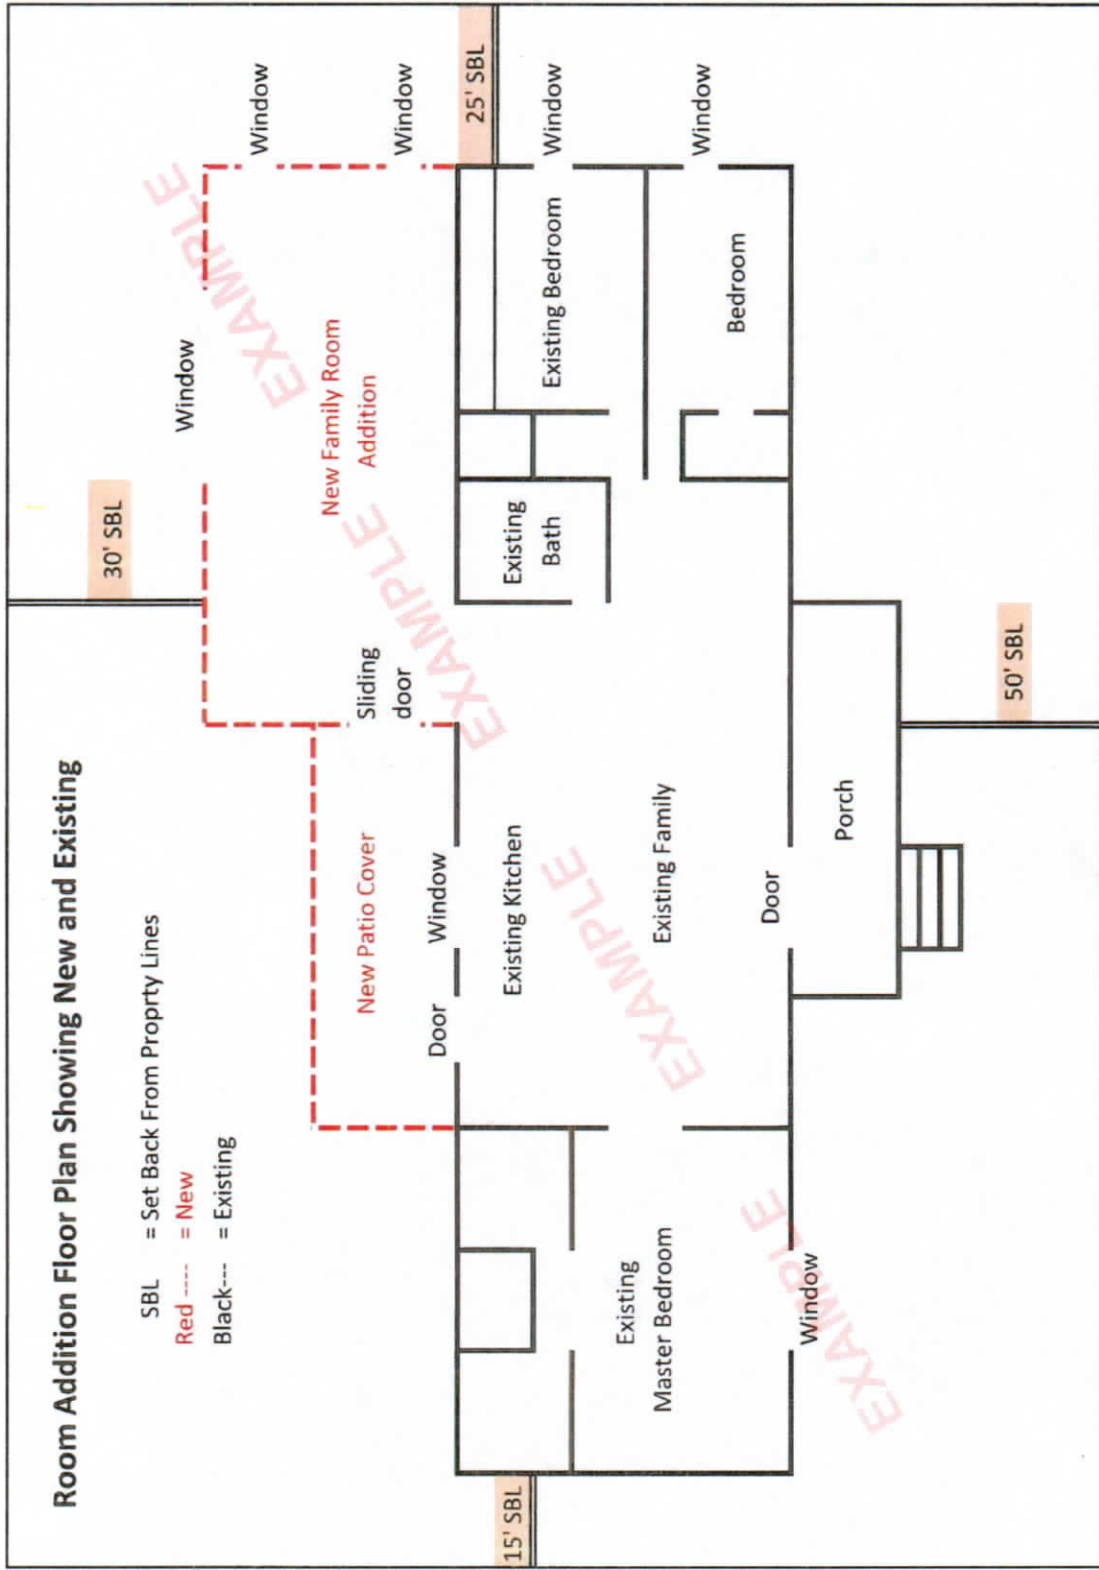 Room Addition Floor Plan Showing New and Existing
SBL = Set Back From Proprty Lines
Red ---- = New
Black--- = Existing
30' SBL
Window
Window
Window
New Family Room
Addition
Sliding
door
New Patio Cover
25' SBL
Door
Window
Window
Window
15' SBL
Existing Kitchen
Existing
Bath
Existing Bedroom
Existing
Master Bedroom
Existing Family
Bedroom
Window
Door
Porch
50' SBL
EXAMPLE
EXAMPLE
EXAMPLE
EXAMPLE